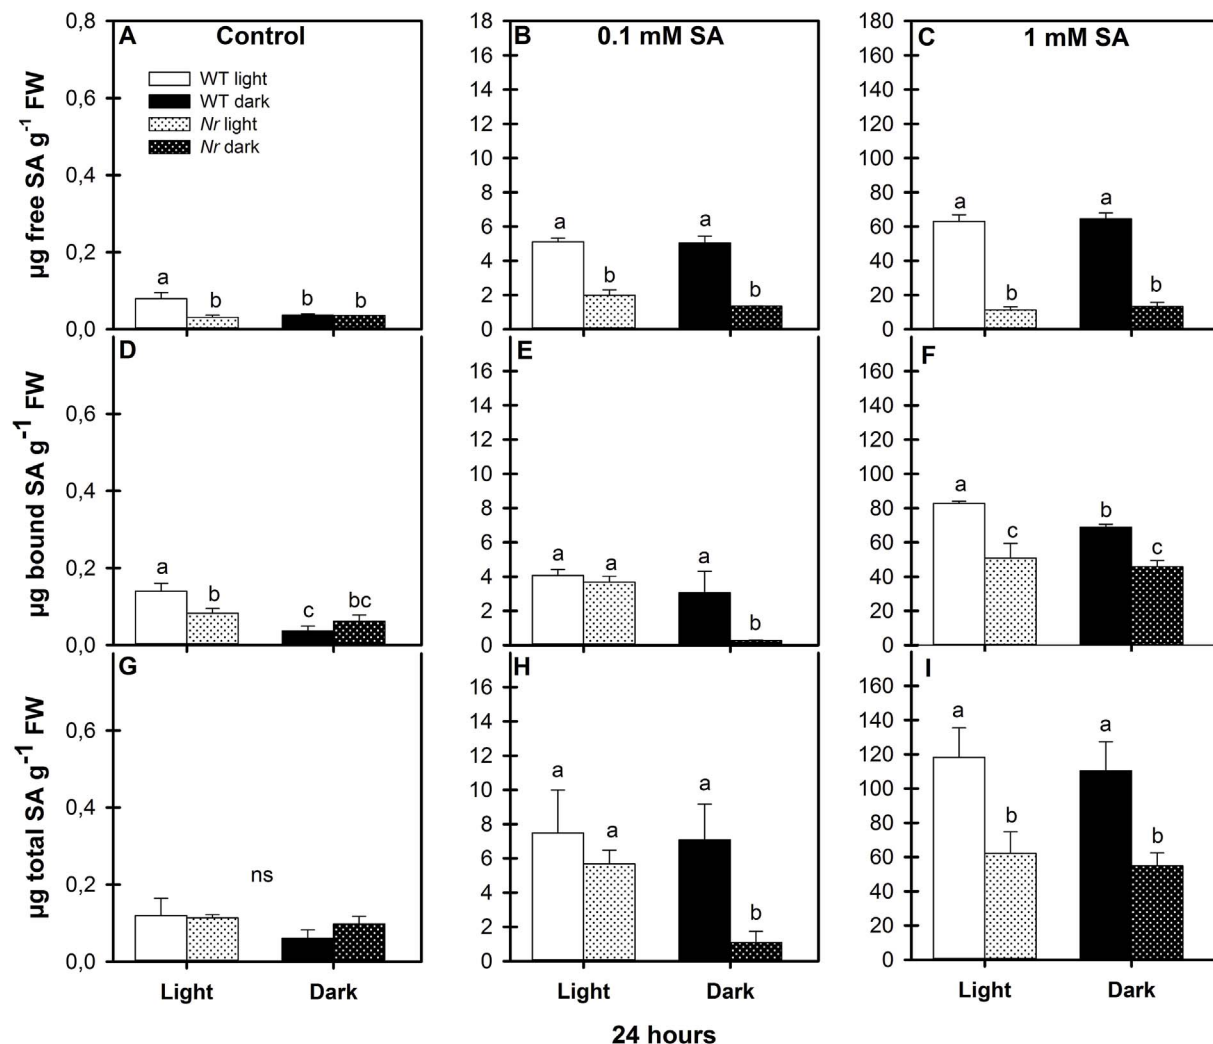 A Control
WT light
WT dark
Nr light
Nr dark
µg free SA g-1 FW
0,8
0,6
0,4
0,2
0,0
a
b
b
b
B 0.1 mM SA
18
16
14
12
10
8
6
4
2
0
a
b
a
b
C 1 mM SA
180
160
140
120
100
80
60
40
20
0
a
b
a
b
D
µg bound SA g-1 FW
0,6
0,4
0,2
0,0
a
b
c
bc
E
16
14
12
10
8
6
4
2
0
a
a
a
b
F
160
140
120
100
80
60
40
20
0
a
c
b
c
G
µg total SA g-1 FW
0,6
0,4
0,2
0,0
ns
Light Dark
H
16
14
12
10
8
6
4
2
0
a
a
a
b
Light Dark
I
160
140
120
100
80
60
40
20
0
a
b
a
b
Light Dark
24 hours